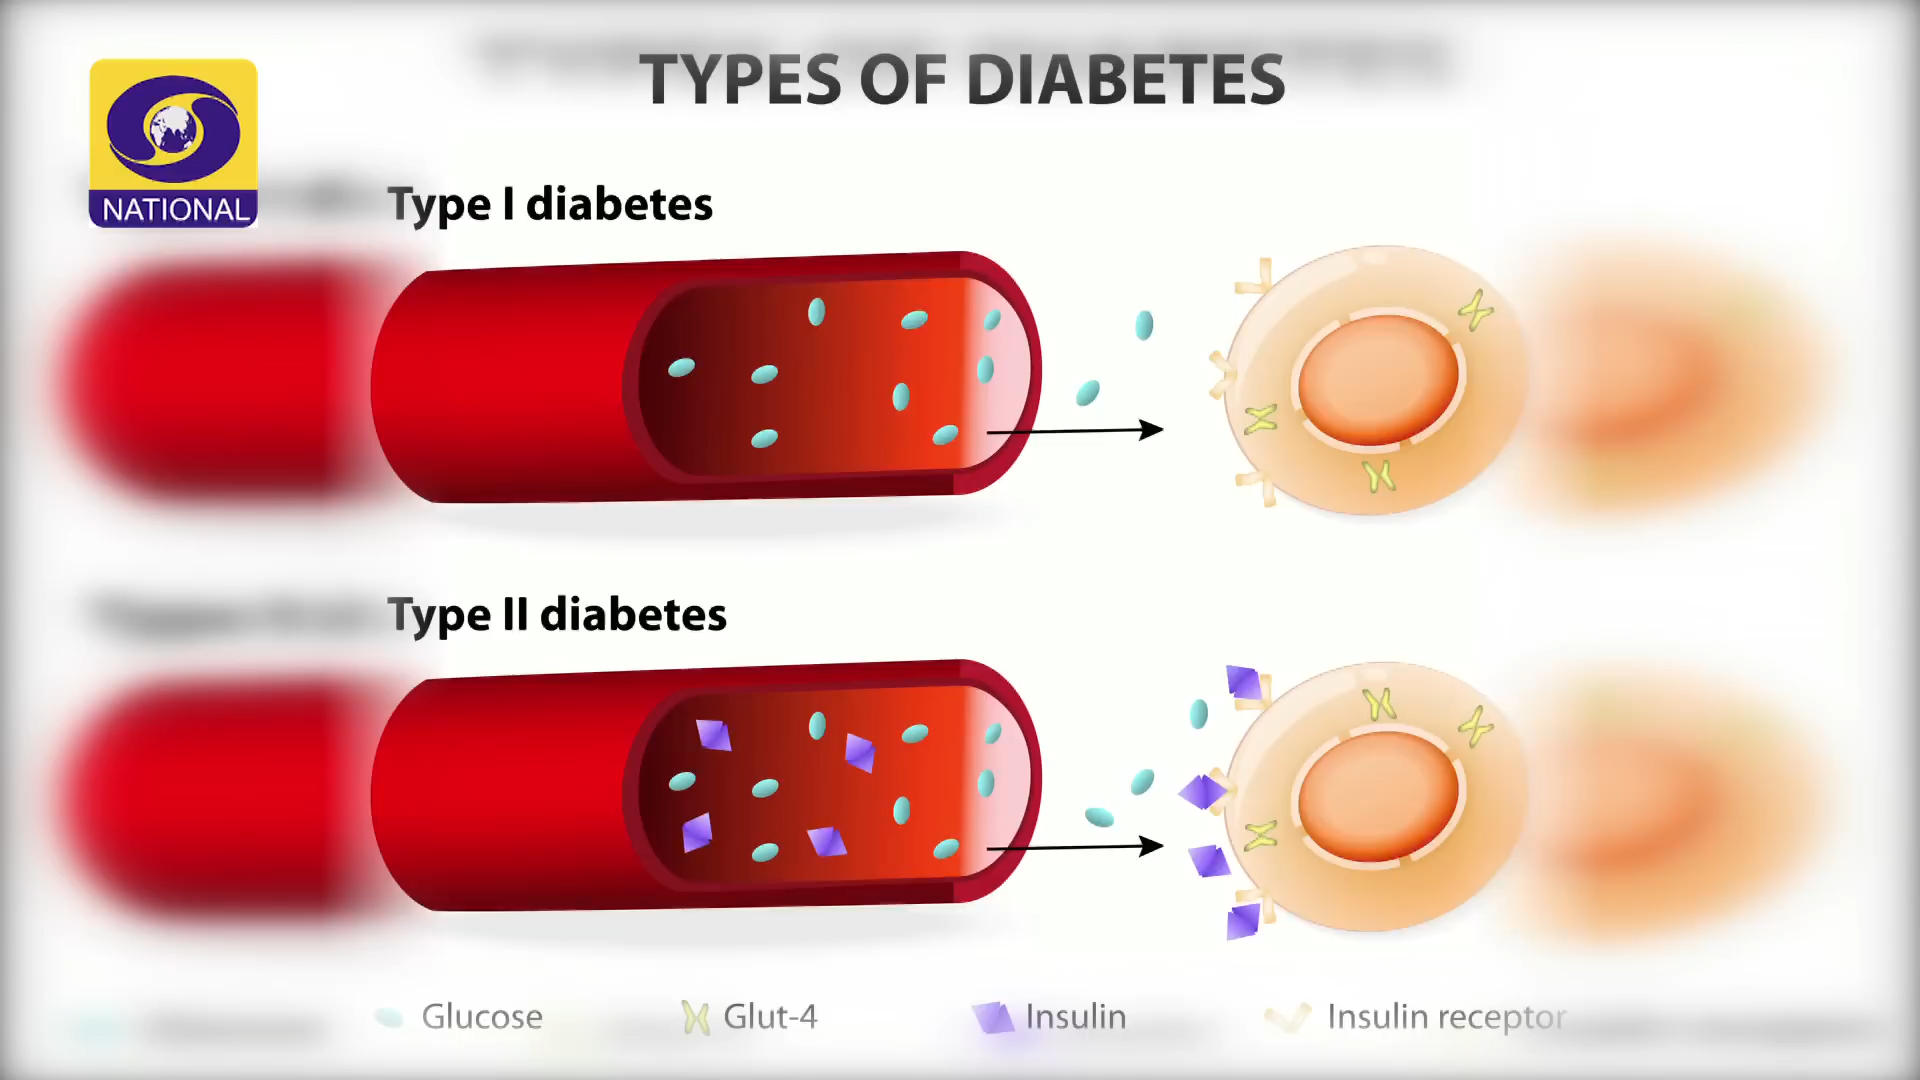 TYPES OF DIABETES
NATIONAL
Type I diabetes
Type II diabetes
Glucose
Glut-4
Insulin
Insulin receptor